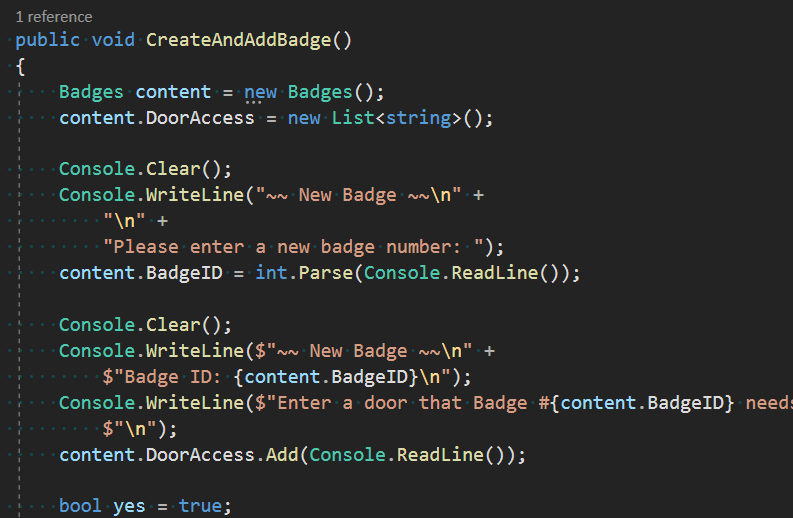 1 reference
public void CreateAndAddBadge()
{
Badges content = new Badges();
content.DoorAccess = new List<string>();
Console.Clear();
Console.WriteLine("~~ New Badge ~~\n" +
"\n" +
"Please enter a new badge number: ");
content.BadgeID = int.Parse(Console.ReadLine());
Console.Clear();
Console.WriteLine($"~~ New Badge ~~\n" +
$"Badge ID: {content.BadgeID}\n");
Console.WriteLine($"Enter a door that Badge #{content.BadgeID} needs
$"\n");
content.DoorAccess.Add(Console.ReadLine());
bool yes = true;